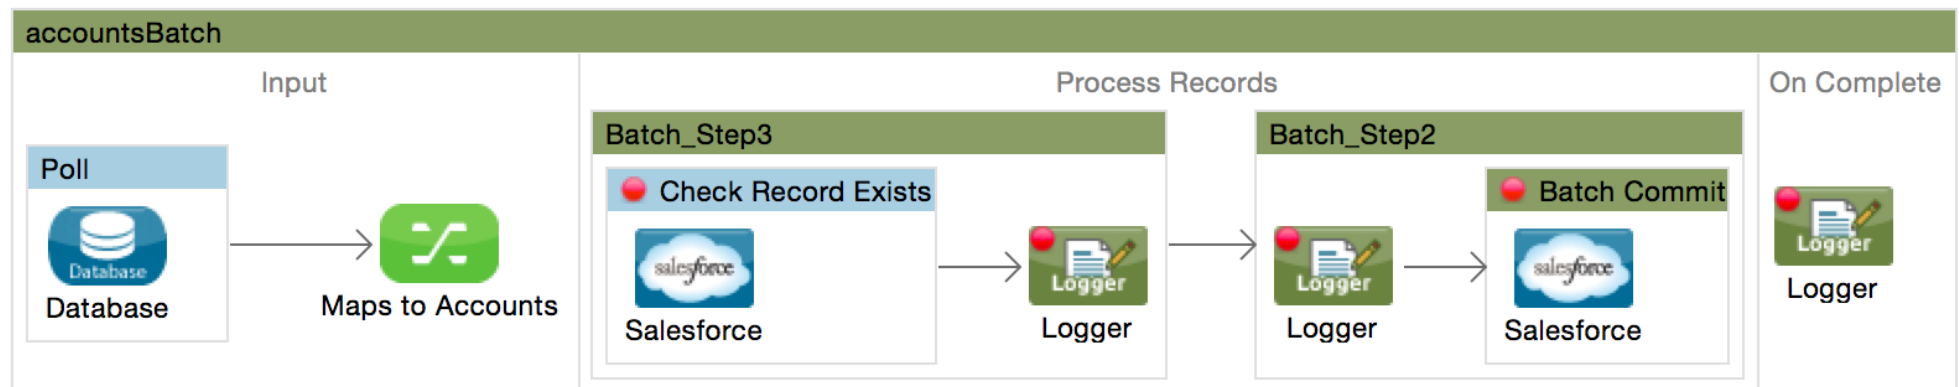 accountsBatch
Input
Process Records
On Complete
Batch_Step3
Batch_Step2
Poll
Check Record Exists
Batch Commit
Database
Database
Maps to Accounts
salesforce
Salesforce
Logger
Logger
Logger
Logger
salesforce
Salesforce
Logger
Logger